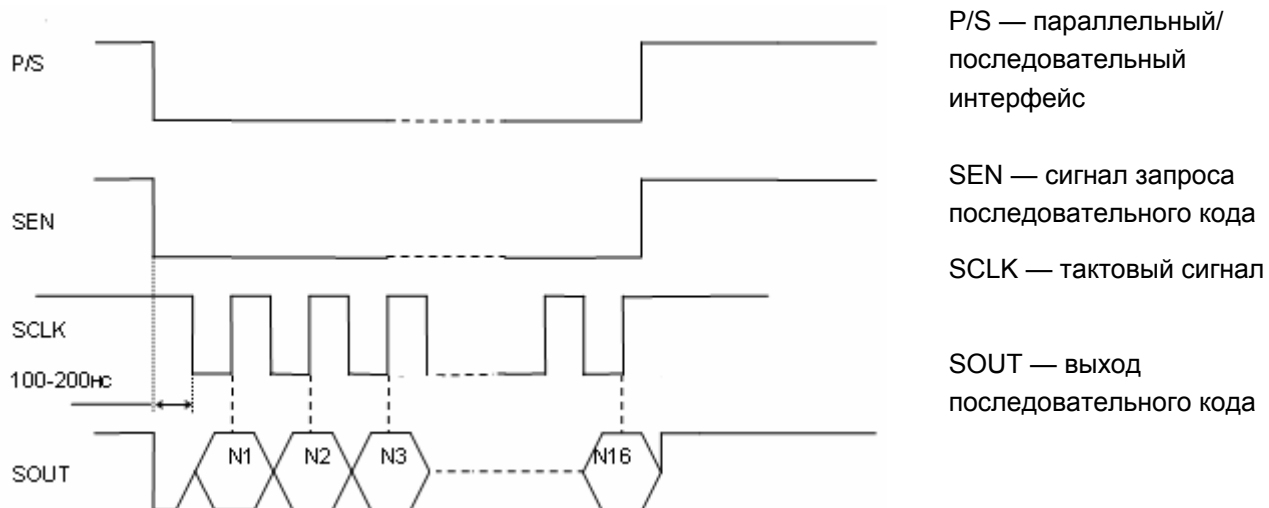 P/S
SEN
SCLK
100-200нс
SOUT
N1
N2
N3
N16
P/S — параллельный/
последовательный
интерфейс
SEN — сигнал запроса
последовательного кода
SCLK — тактовый сигнал
SOUT — выход
последовательного кода